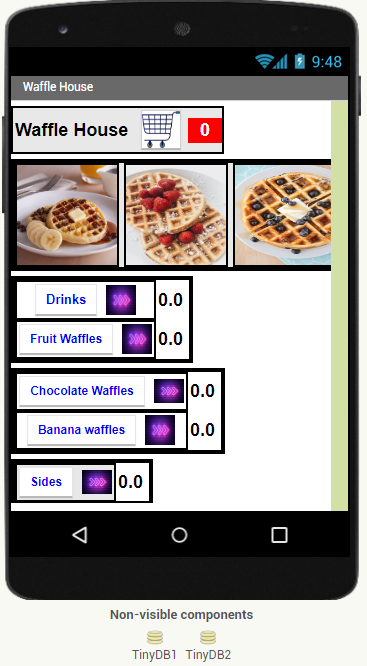 9:48
Waffle House
Waffle House 0
Drinks 0.0
Fruit Waffles 0.0
Chocolate Waffles 0.0
Banana waffles 0.0
Sides 0.0
Non-visible components
TinyDB1 TinyDB2